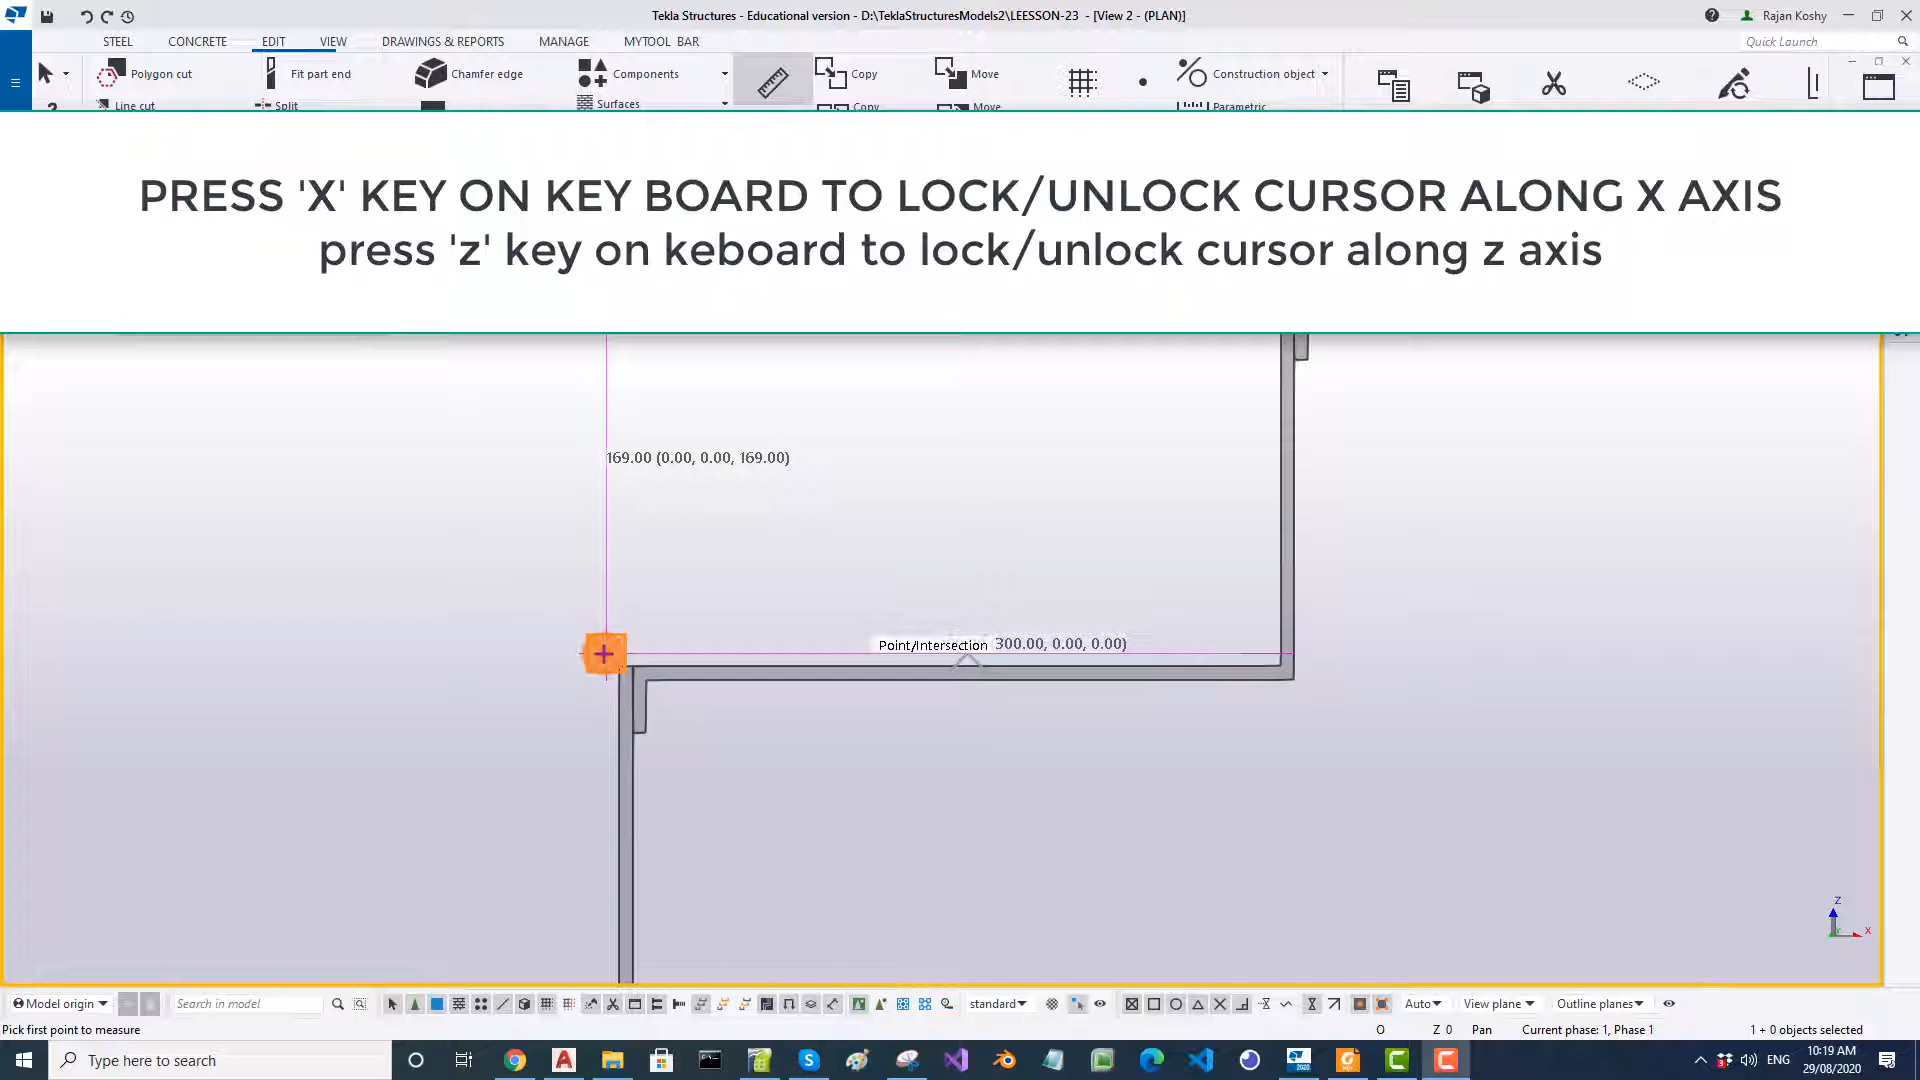 Tekla Structures - Educational version - D:\TeklaStructuresModels2\LEESSON-23 - [View 2 - (PLAN)]
Rajan Koshy
STEEL CONCRETE EDIT VIEW DRAWINGS & REPORTS MANAGE MYTOOL BAR
Quick Launch
Polygon cut Fit part end Chamfer edge Components Copy Move Construction object
Line cut Split Surfaces Copy Move Parametric
PRESS 'X' KEY ON KEY BOARD TO LOCK/UNLOCK CURSOR ALONG X AXIS
press 'z' key on keboard to lock/unlock cursor along z axis
169.00 (0.00, 0.00, 169.00)
Point/Intersection 300.00, 0.00, 0.00)
Z
X
Model origin Search in model standard Auto View plane Outline planes
Pick first point to measure O Z 0 Pan Current phase: 1, Phase 1 1 + 0 objects selected
Type here to search ENG
10:19 AM
29/08/2020